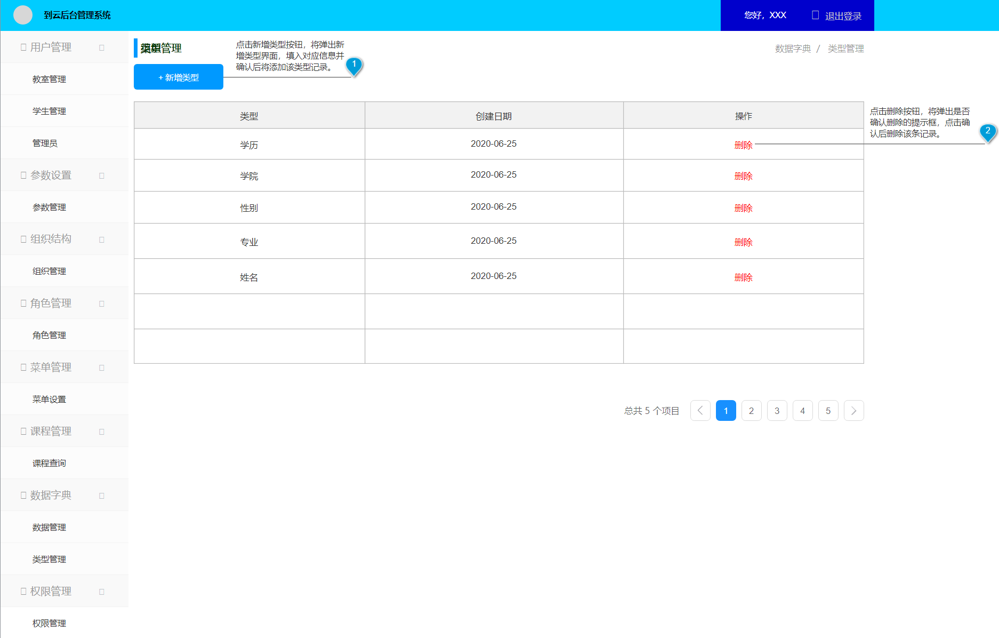 到云后台管理系统
您好，XXX
退出登录
用户管理
教室管理
学生管理
管理员
参数设置
参数管理
组织结构
组织管理
角色管理
角色管理
菜单管理
菜单设置
课程管理
课程查询
数据字典
数据管理
类型管理
权限管理
权限管理
管理
点击新增类型按钮，将弹出新
增类型界面，填入对应信息并
确认后将添加该类型记录。
1
数据字典 / 类型管理
+ 新增类型
类型 创建日期 操作
学历 2020-06-25 删除
学院 2020-06-25 删除
性别 2020-06-25 删除
专业 2020-06-25 删除
姓名 2020-06-25 删除
点击删除按钮，将弹出是否
确认删除的提示框，点击确
认后删除该条记录。
2
总共 5 个项目 1 2 3 4 5